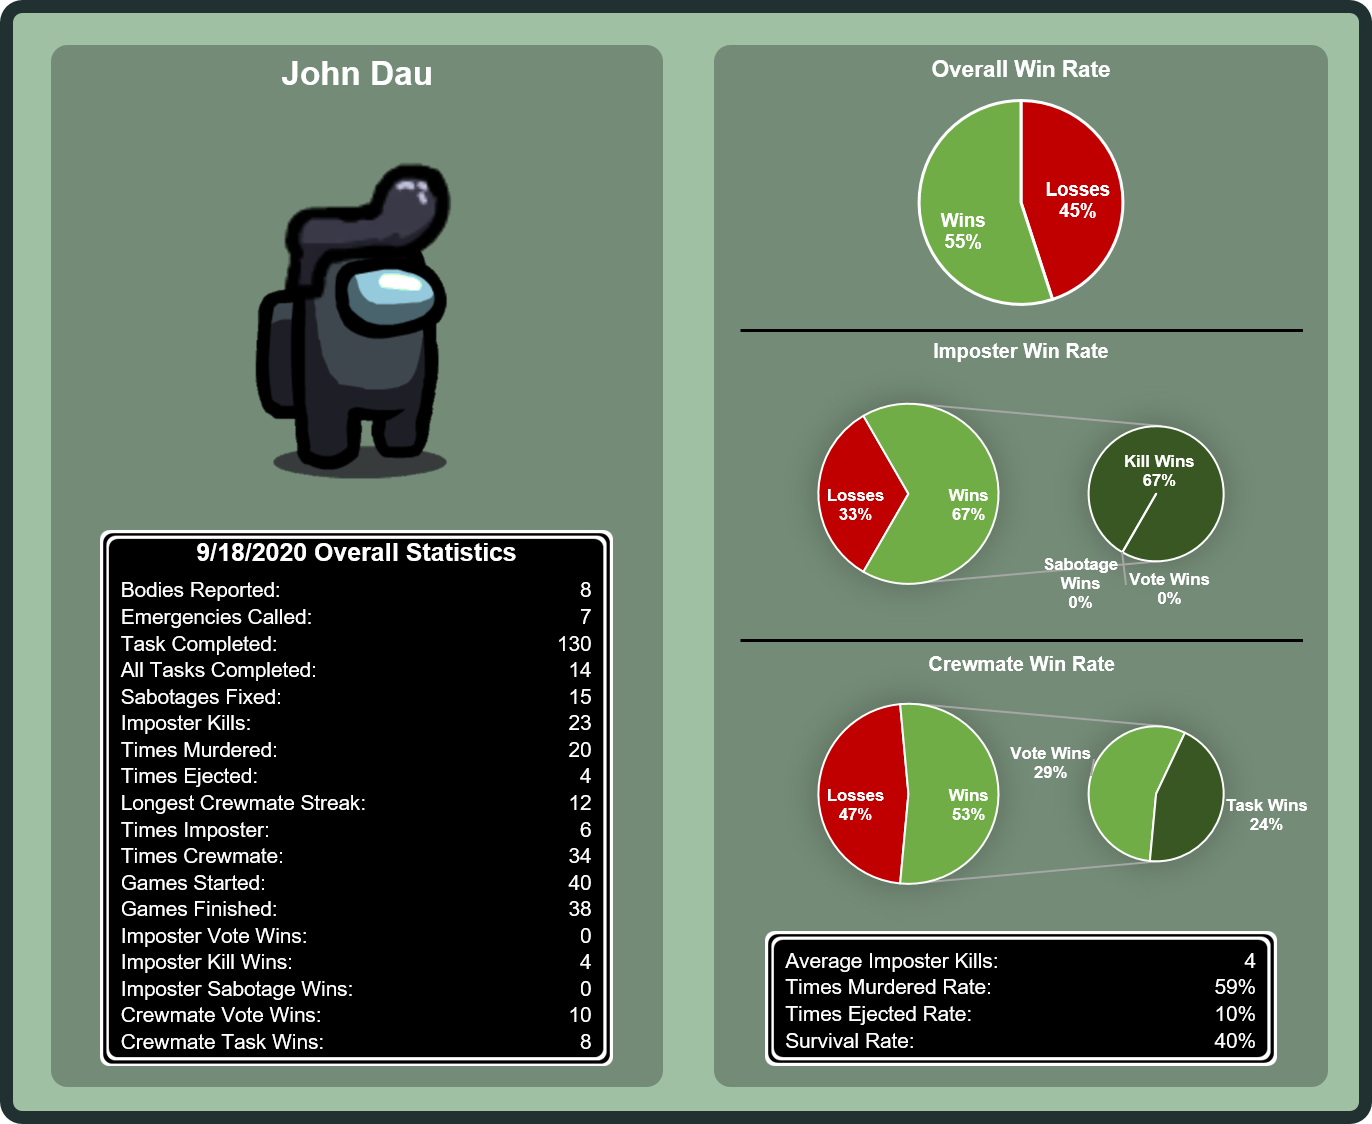 John Dau
9/18/2020 Overall Statistics
Bodies Reported: 8
Emergencies Called: 7
Task Completed: 130
All Tasks Completed: 14
Sabotages Fixed: 15
Imposter Kills: 23
Times Murdered: 20
Times Ejected: 4
Longest Crewmate Streak: 12
Times Imposter: 6
Times Crewmate: 34
Games Started: 40
Games Finished: 38
Imposter Vote Wins: 0
Imposter Kill Wins: 4
Imposter Sabotage Wins: 0
Crewmate Vote Wins: 10
Crewmate Task Wins: 8
Overall Win Rate
Losses
45%
Wins
55%
Imposter Win Rate
Losses
33%
Wins
67%
Kill Wins
67%
Sabotage
Wins
0%
Vote Wins
0%
Crewmate Win Rate
Losses
47%
Wins
53%
Vote Wins
29%
Task Wins
24%
Average Imposter Kills: 4
Times Murdered Rate: 59%
Times Ejected Rate: 10%
Survival Rate: 40%